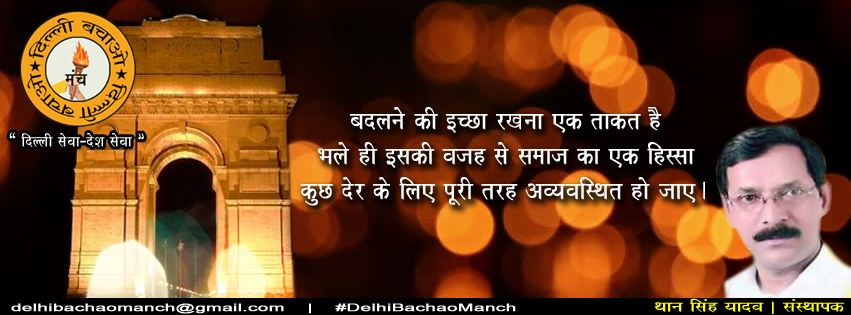 दिल्ली बचाओ
दिल्ली बचाओ
मंच
“ दिल्ली सेवा-देश सेवा ”
बदलने की इच्छा रखना एक ताकत है
भले ही इसकी वजह से समाज का एक हिस्सा
कुछ देर के लिए पूरी तरह अव्यवस्थित हो जाए।
delhibachaomanch@gmail.com | #DelhiBachaoManch
थान सिंह यादव | संस्थापक